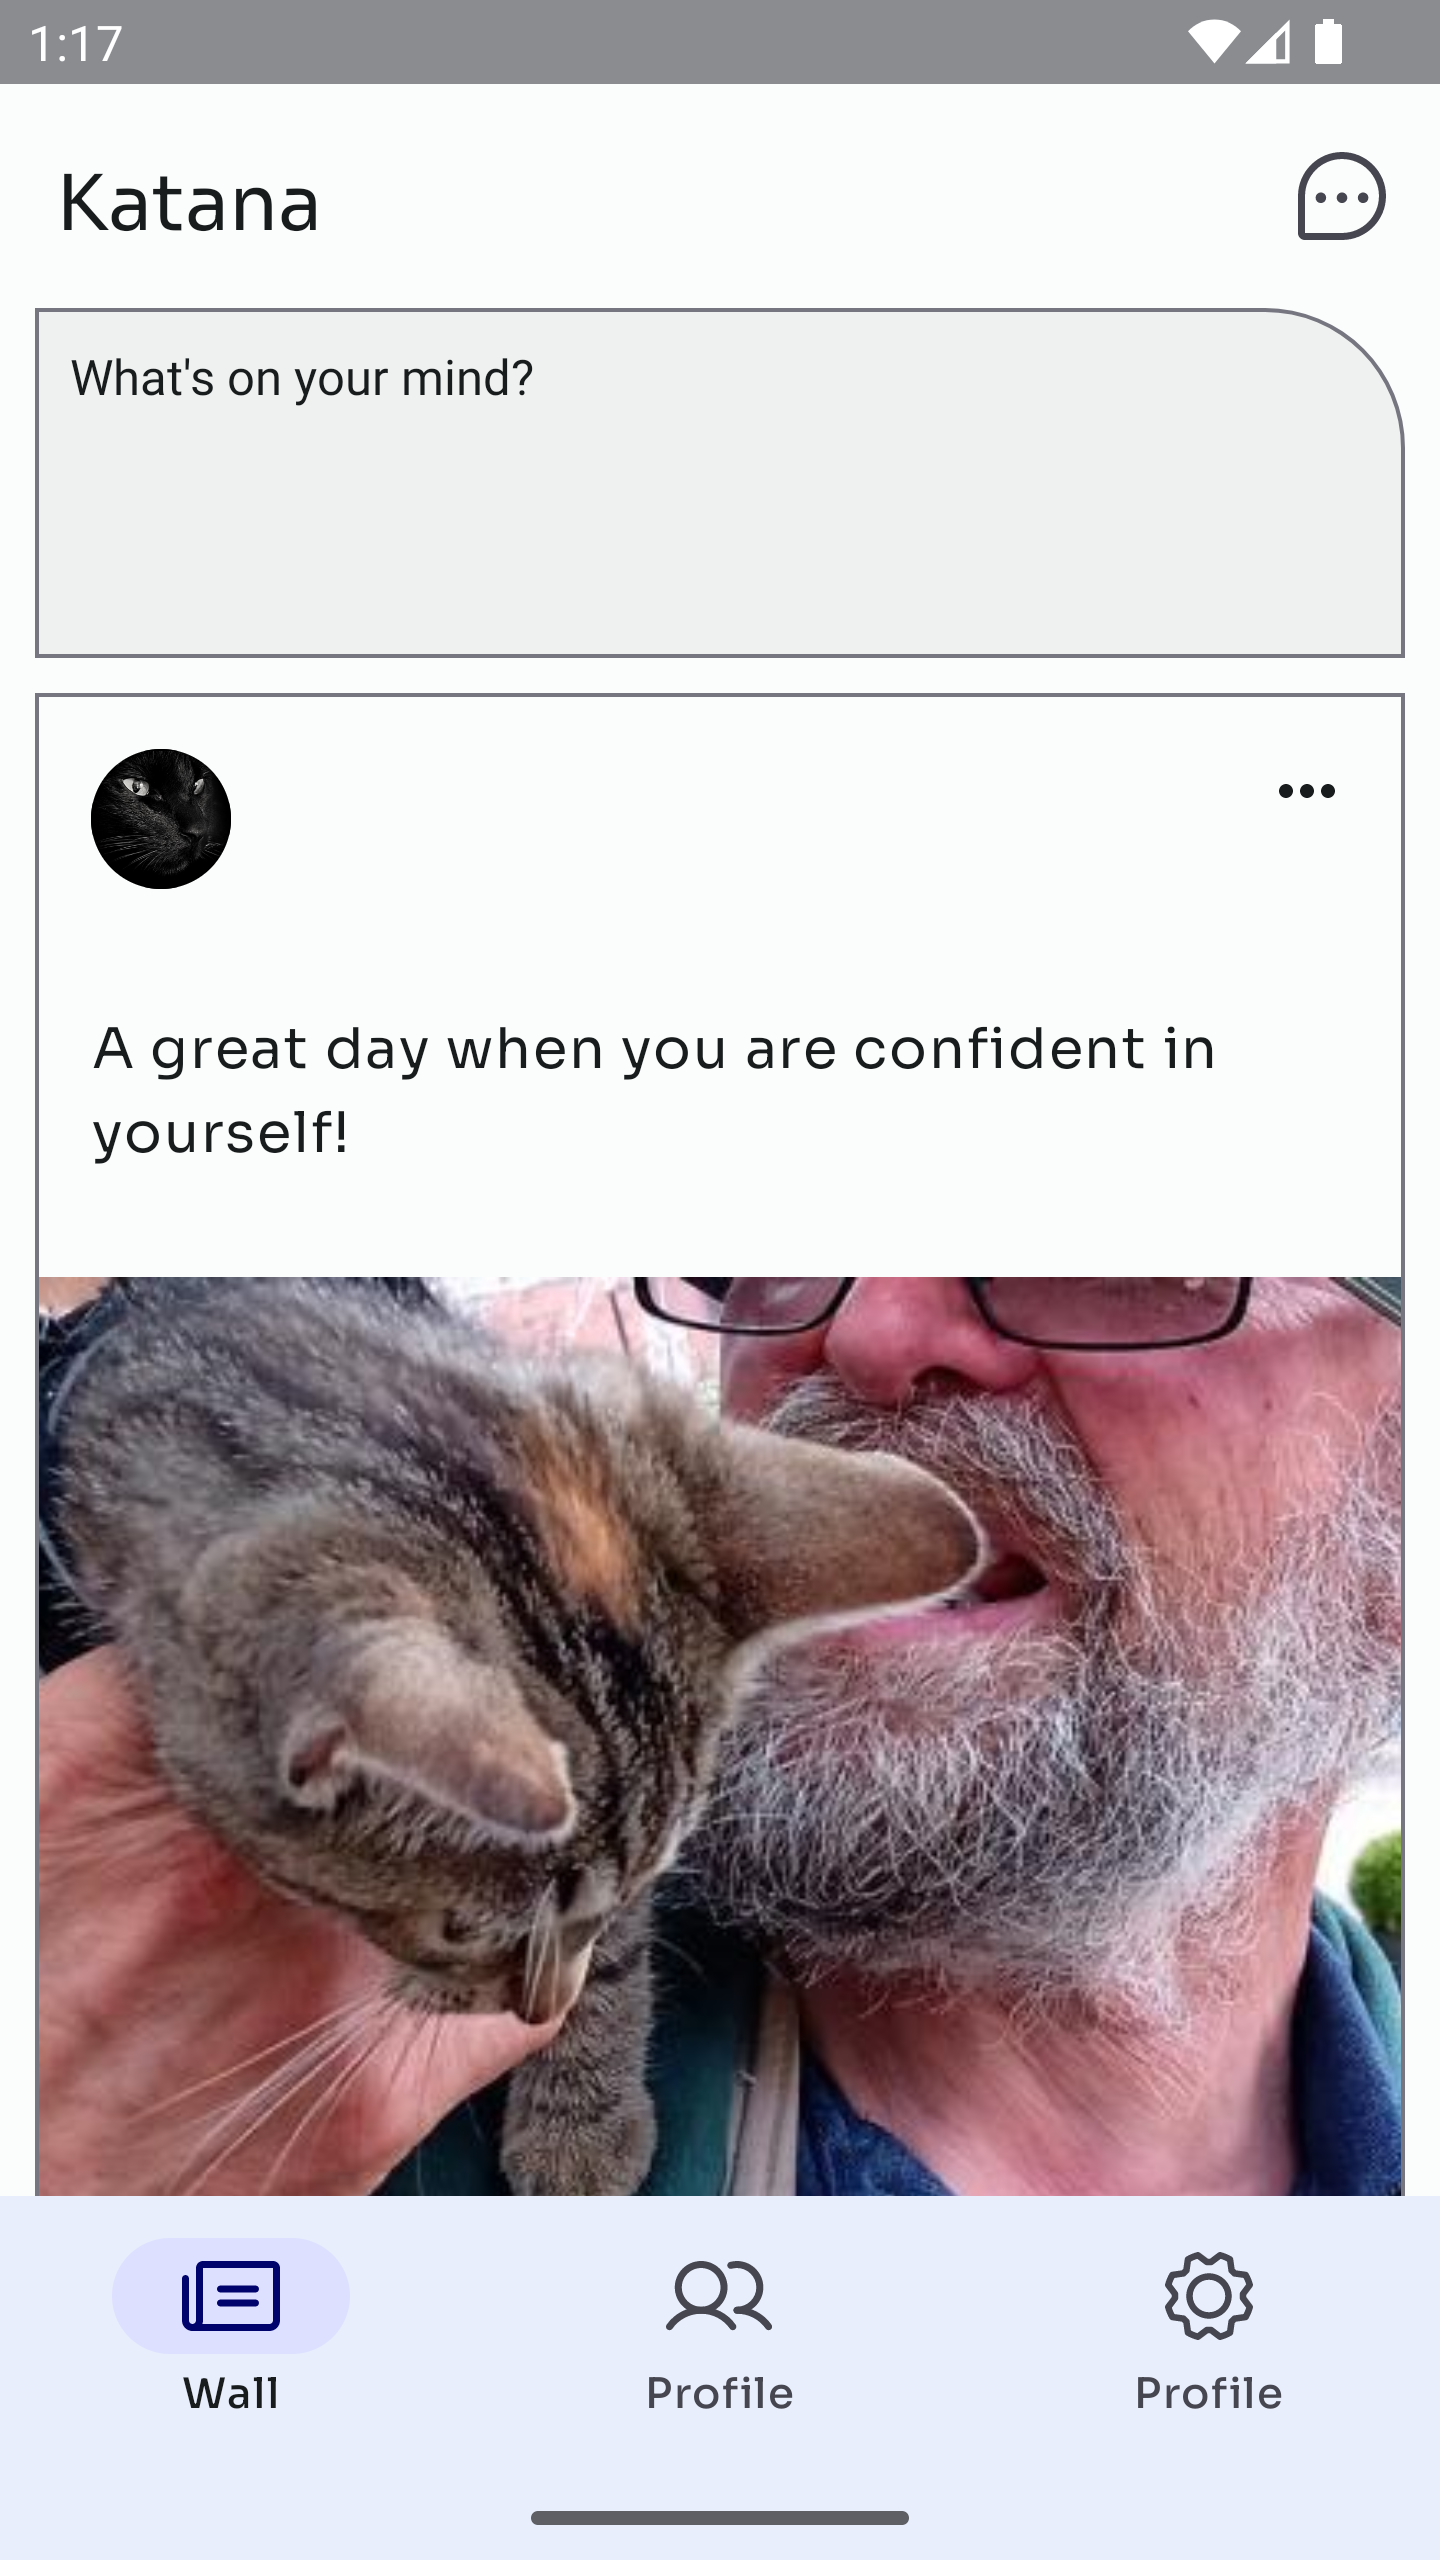 1:17
Katana
What's on your mind?
A great day when you are confident in
yourself!
Wall
Profile
Profile